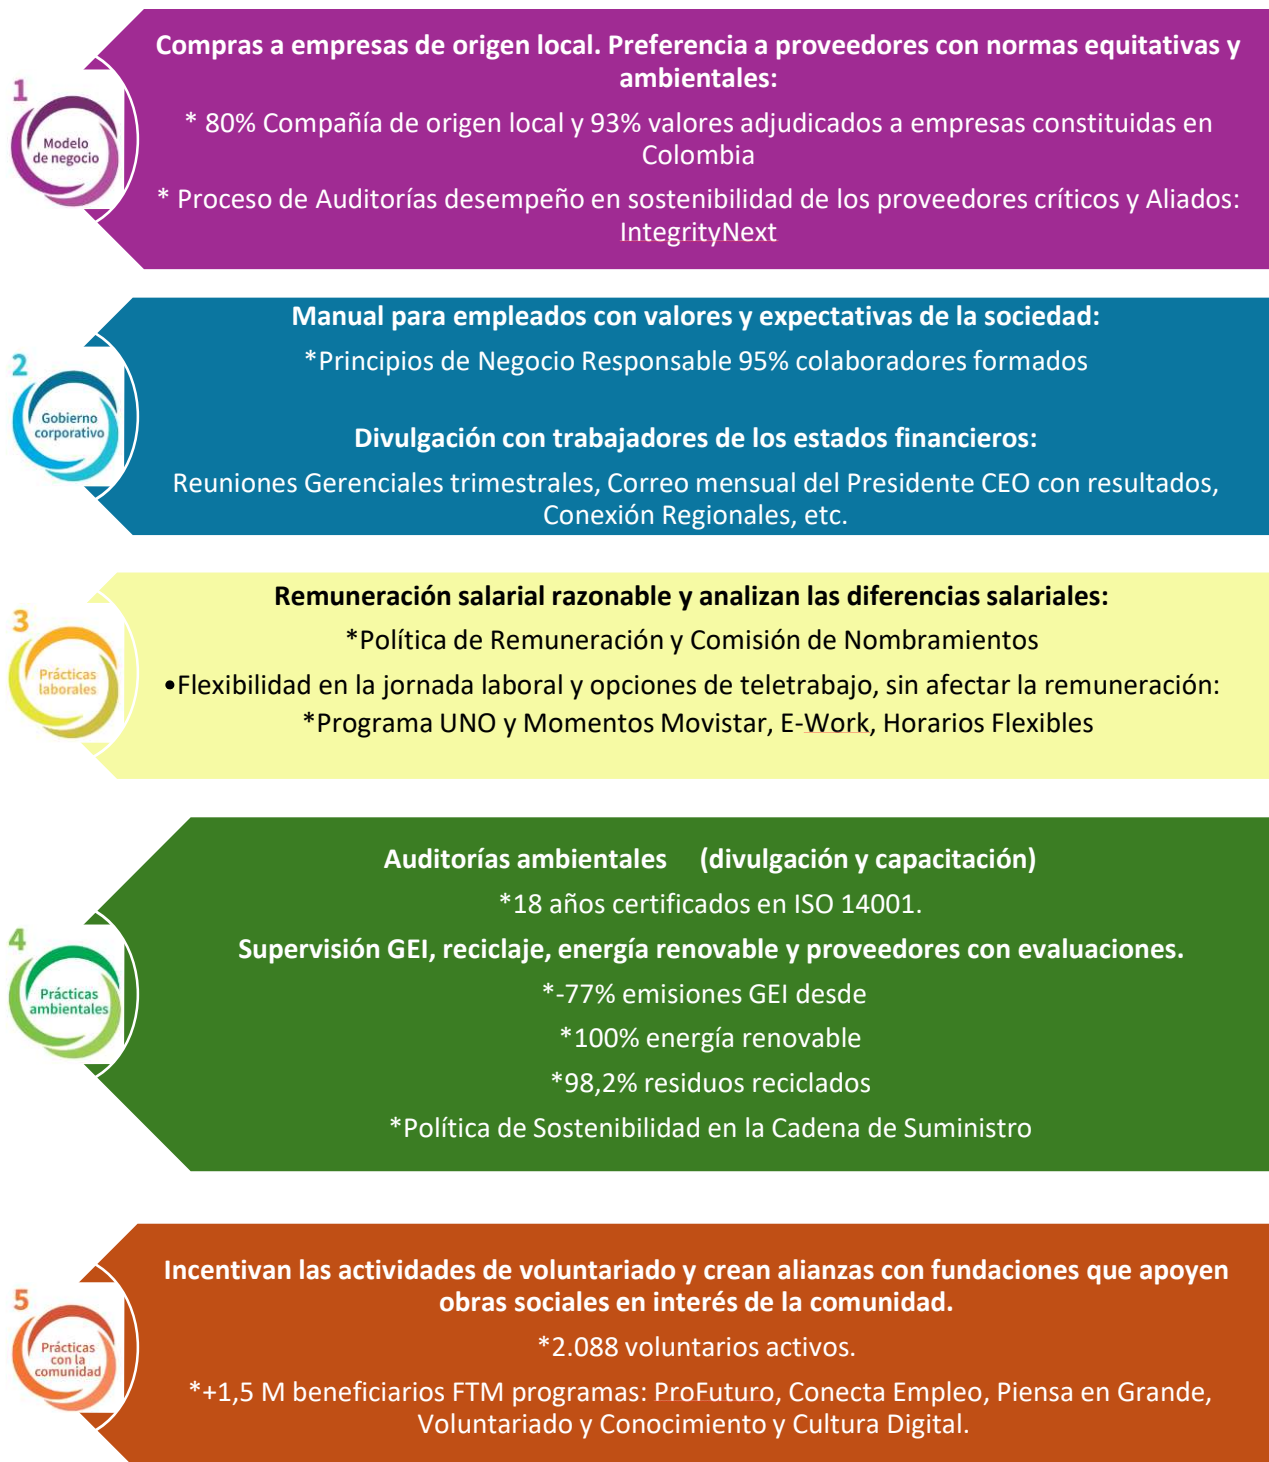 1
Modelo
de negocio
Compras a empresas de origen local. Preferencia a proveedores con normas equitativas y
ambientales:
* 80% Compañía de origen local y 93% valores adjudicados a empresas constituidas en
Colombia
* Proceso de Auditorías desempeño en sostenibilidad de los proveedores críticos y Aliados:
IntegrityNext
2
Gobierno
corporativo
Manual para empleados con valores y expectativas de la sociedad:
*Principios de Negocio Responsable 95% colaboradores formados
Divulgación con trabajadores de los estados financieros:
Reuniones Gerenciales trimestrales, Correo mensual del Presidente CEO con resultados,
Conexión Regionales, etc.
3
Prácticas
laborales
Remuneración salarial razonable y analizan las diferencias salariales:
*Política de Remuneración y Comisión de Nombramientos
•Flexibilidad en la jornada laboral y opciones de teletrabajo, sin afectar la remuneración:
*Programa UNO y Momentos Movistar, E-Work, Horarios Flexibles
4
Prácticas
ambientales
Auditorías ambientales (divulgación y capacitación)
*18 años certificados en ISO 14001.
Supervisión GEI, reciclaje, energía renovable y proveedores con evaluaciones.
*-77% emisiones GEI desde
*100% energía renovable
*98,2% residuos reciclados
*Política de Sostenibilidad en la Cadena de Suministro
5
Prácticas
con la
comunidad
Incentivan las actividades de voluntariado y crean alianzas con fundaciones que apoyen
obras sociales en interés de la comunidad.
*2.088 voluntarios activos.
*+1,5 M beneficiarios FTM programas: ProFuturo, Conecta Empleo, Piensa en Grande,
Voluntariado y Conocimiento y Cultura Digital.